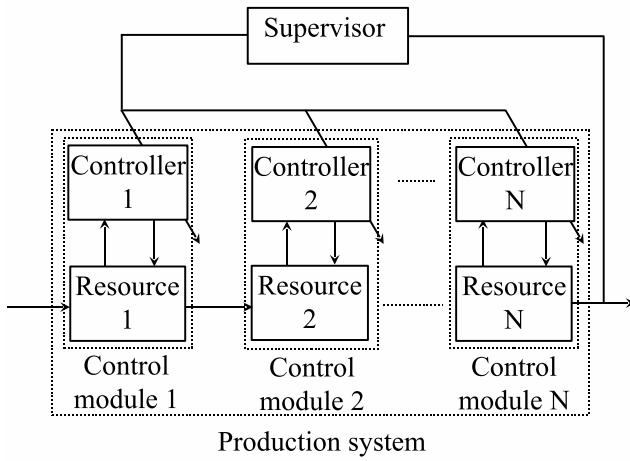 Supervisor
Controller
1
Controller
2
Controller
N
Resource
1
Resource
2
Resource
N
Control
module 1
Control
module 2
Control
module N
Production system